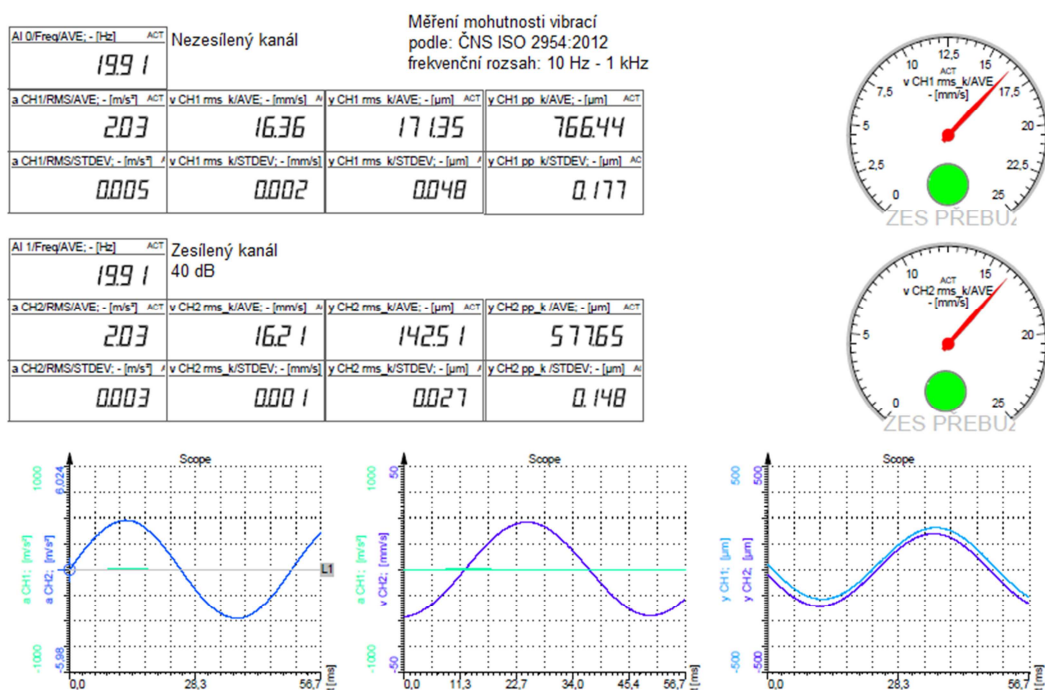 Měření mohutnosti vibrací
podle: ČNS ISO 2954:2012
frekvenční rozsah: 10 Hz - 1 kHz
AI 0/Freq/AVE; - [Hz] ACT
19.91
Nezesílený kanál
a CH1/RMS/AVE; - [m/s²] ACT
2.03
v CH1 rms_k/AVE; - [mm/s]
16.36
y CH1 rms_k/AVE; - [µm] ACT
171.35
y CH1 pp_k/AVE; - [µm] ACT
766.44
a CH1/RMS/STDEV; - [m/s²]
0.005
v CH1 rms_k/STDEV; - [mm/s]
0.002
y CH1 rms_k/STDEV; - [µm]
0.048
y CH1 pp_k/STDEV; - [µm] AC
0.177
0
2,5
5
7,5
10
12,5
15
17,5
20
22,5
25
ACT
v CH1 rms_k/AVE
- [mm/s]
ZES PŘEBUZ
AI 1/Freq/AVE; - [Hz] ACT
19.91
Zesílený kanál
40 dB
a CH2/RMS/AVE; - [m/s²] ACT
2.03
v CH2 rms_k/AVE; - [mm/s]
16.21
y CH2 rms_k/AVE; - [µm] ACT
142.51
y CH2 pp_k /AVE; - [µm] ACT
577.65
a CH2/RMS/STDEV; - [m/s²]
0.003
v CH2 rms_k/STDEV; - [mm/s]
0.001
y CH2 rms_k/STDEV; - [µm]
0.027
y CH2 pp_k /STDEV; - [µm]
0.148
0
5
10
15
20
25
ACT
v CH2 rms_k/AVE
- [mm/s]
ZES PŘEBUZ
Scope
a CH1; [m/s²]
-1000
1000
a CH2; [m/s²]
-5,98
6,024
L1
0,0 28,3 56,7
[ms]
Scope
a CH1; [m/s²]
-1000
1000
v CH2; [mm/s]
-50
50
0,0 11,3 22,7 34,0 45,4 56,7
[ms]
Scope
y CH1; [µm]
-500
500
y CH2; [µm]
-500
500
0,0 28,3 56,7
[ms]